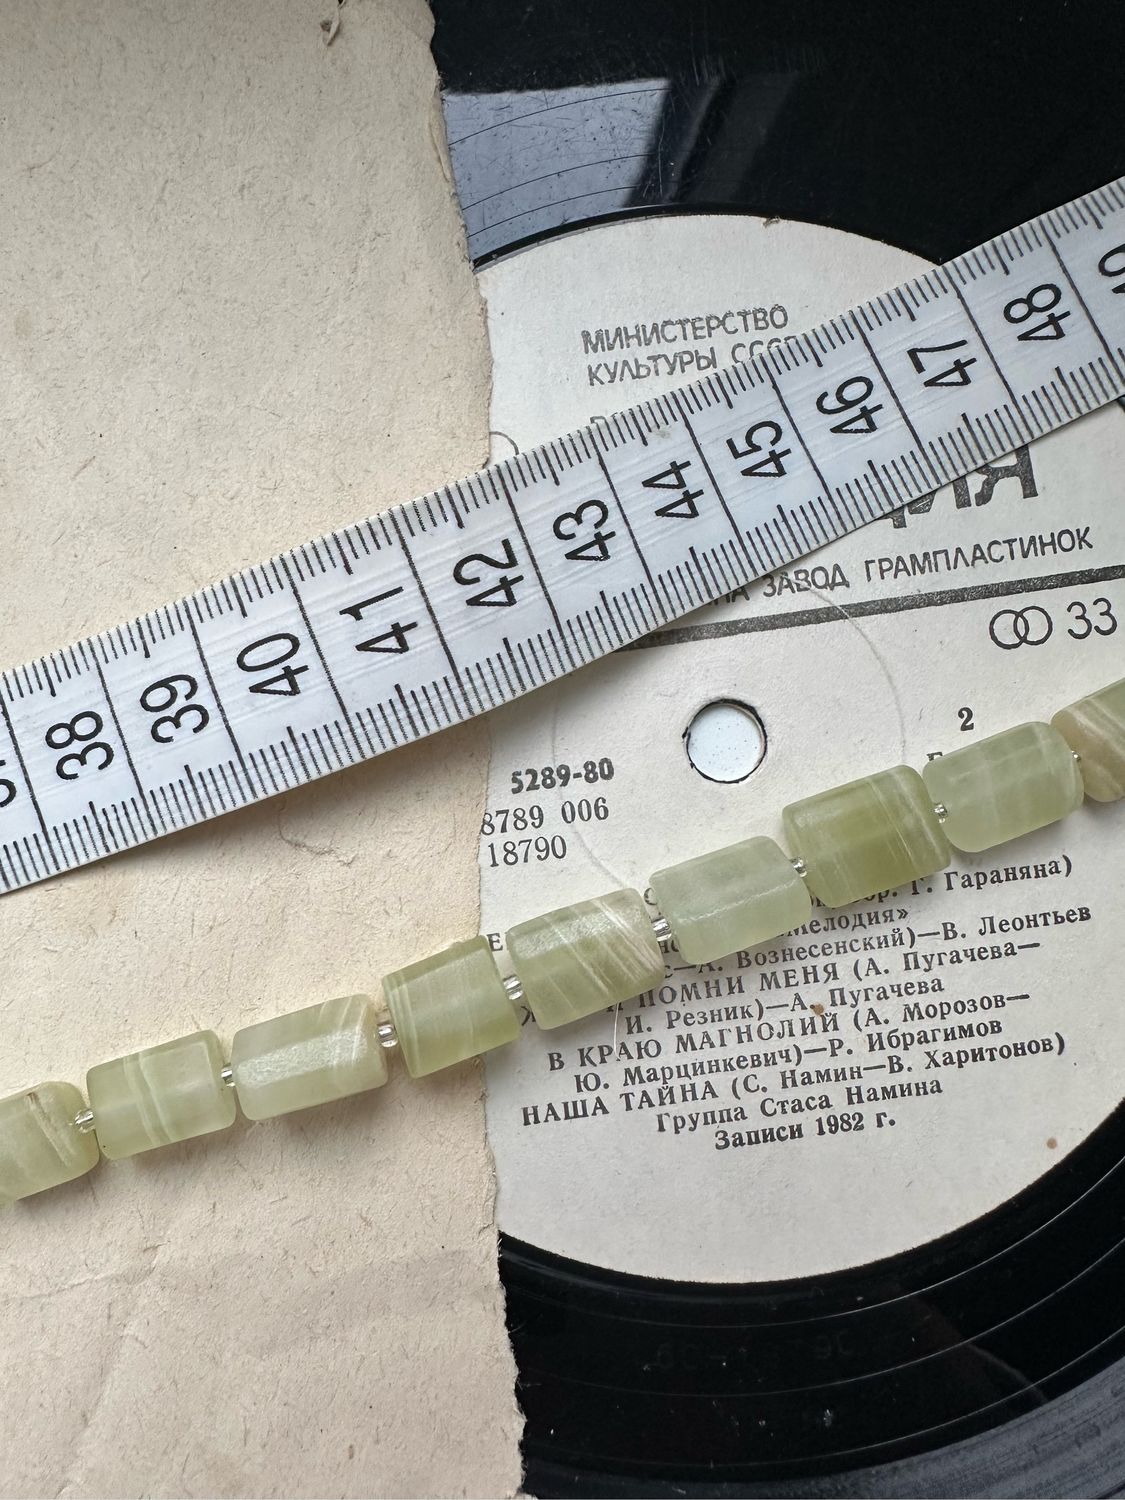 МИНИСТЕРСТВО
КУЛЬТУРЫ СССР
38 39 40 41 42 43 44 45 46 47 48
ЗАВОД ГРАМПЛАСТИНОК
33
2
5289-80
8789 006
18790
Г. Гараняна)
Мелодия»
А. Вознесенский)—В. Леонтьев
ПОМНИ МЕНЯ (А. Пугачева—
И. Резник)—А. Пугачева
В КРАЮ МАГНОЛИЙ (А. Морозов—
Ю. Марцинкевич)—Р. Ибрагимов
НАША ТАЙНА (С. Намин—В. Харитонов)
Группа Стаса Намина
Записи 1982 г.